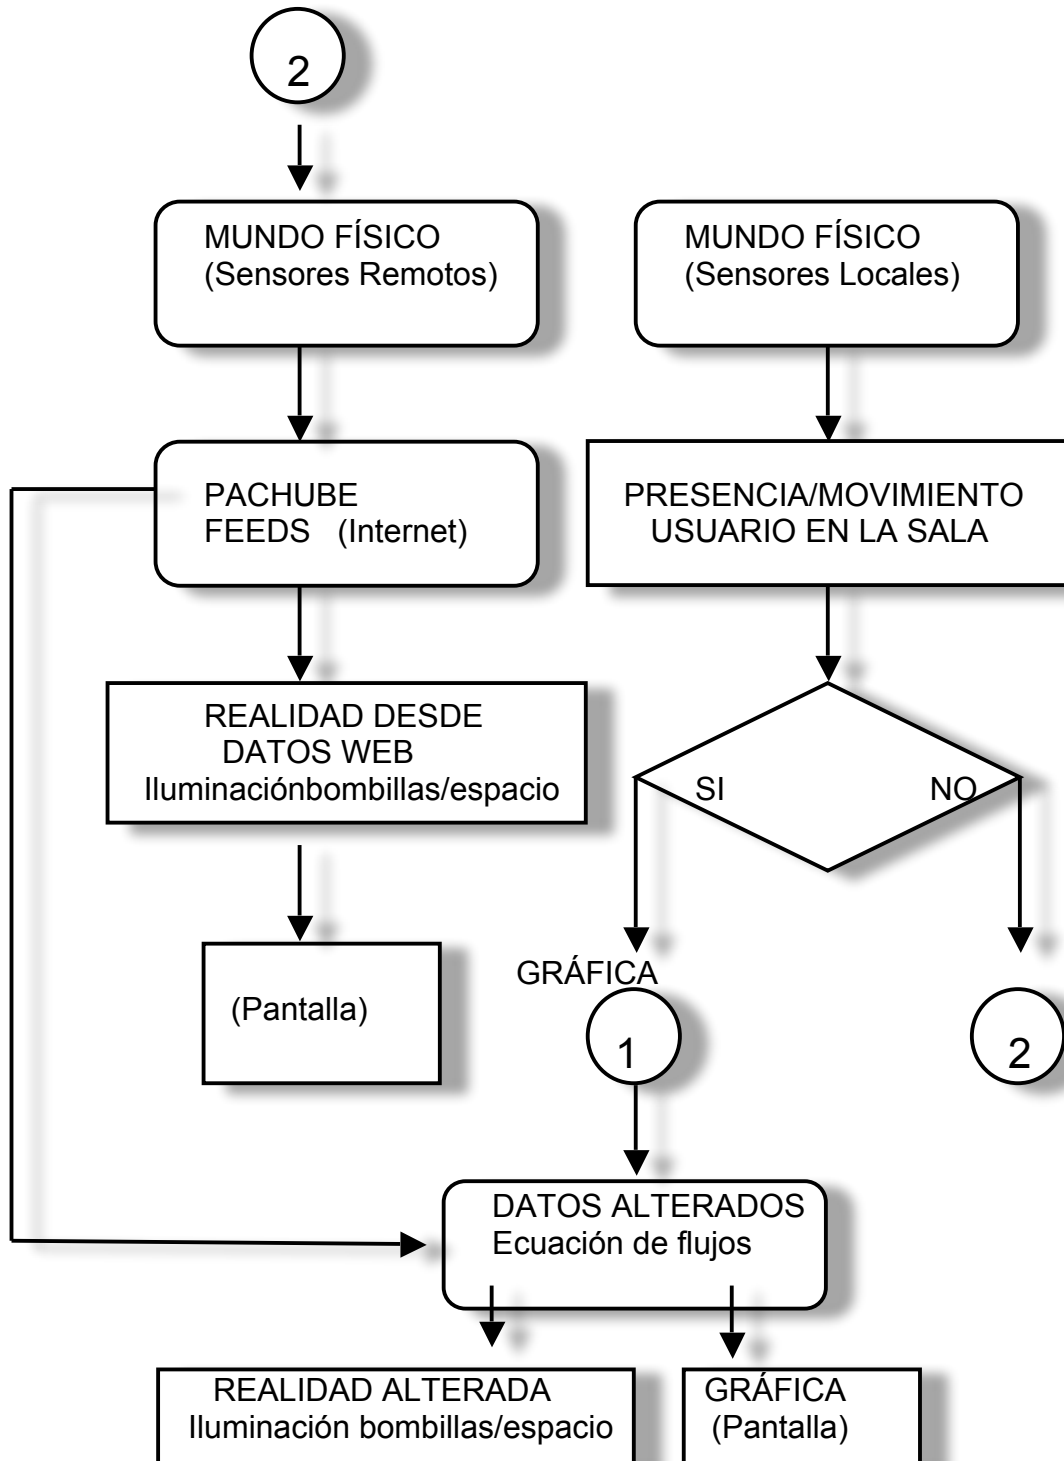 2
MUNDO FÍSICO
(Sensores Remotos)
MUNDO FÍSICO
(Sensores Locales)
PACHUBE
FEEDS (Internet)
PRESENCIA/MOVIMIENTO
USUARIO EN LA SALA
REALIDAD DESDE
DATOS WEB
Iluminaciónbombillas/espacio
SI
NO
(Pantalla)
GRÁFICA
1
2
DATOS ALTERADOS
Ecuación de flujos
REALIDAD ALTERADA
Iluminación bombillas/espacio
GRÁFICA
(Pantalla)